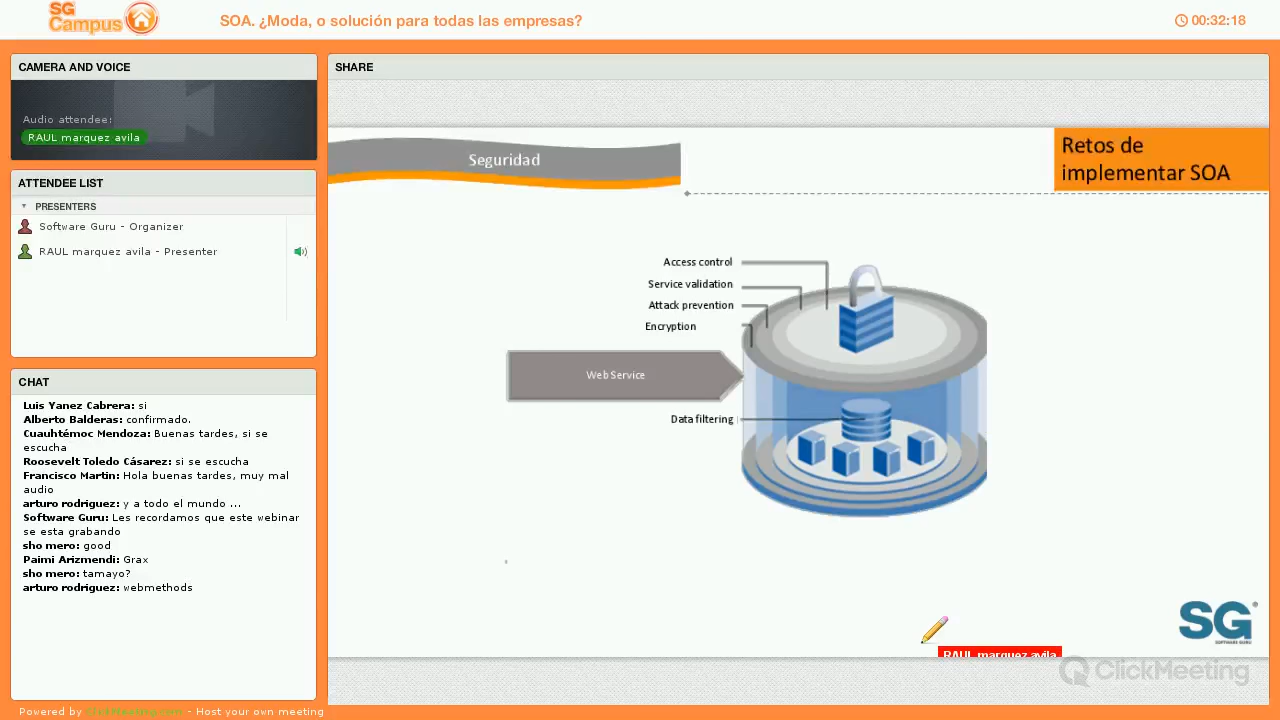 SG
Campus
SOA. ¿Moda, o solución para todas las empresas?
00:32:18
CAMERA AND VOICE
Audio attendee:
RAUL marquez avila
ATTENDEE LIST
PRESENTERS
Software Guru - Organizer
RAUL marquez avila - Presenter
CHAT
Luis Yanez Cabrera: si
Alberto Balderas: confirmado.
Cuauhtémoc Mendoza: Buenas tardes, si se
escucha
Roosevelt Toledo Cásarez: si se escucha
Francisco Martin: Hola buenas tardes, muy mal
audio
arturo rodriguez: y a todo el mundo ...
Software Guru: Les recordamos que este webinar
se esta grabando
sho mero: good
Paimi Arizmendi: Grax
sho mero: tamayo?
arturo rodriguez: webmethods
Powered by ClickMeeting.com - Host your own meeting
SHARE
Seguridad
Retos de
implementar SOA
Access control
Service validation
Attack prevention
Encryption
Web Service
Data filtering
SG
SOFTWARE GURU
RAUL marquez avila
ClickMeeting